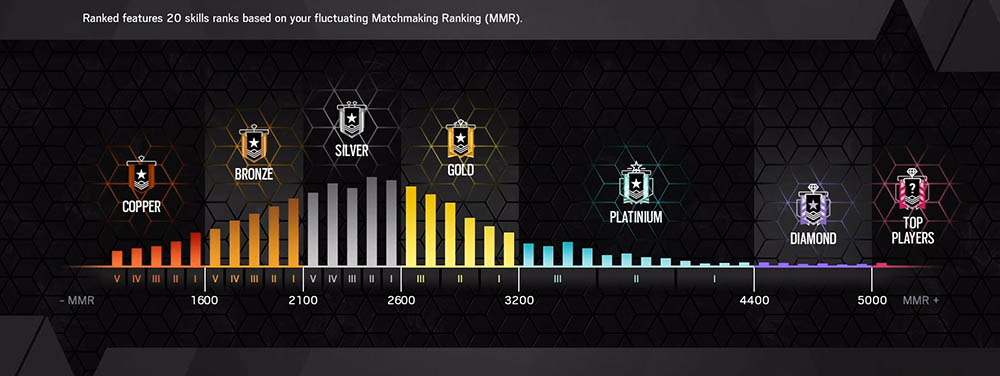 Ranked features 20 skills ranks based on your fluctuating Matchmaking Ranking (MMR).
SILVER
GOLD
BRONZE
COPPER
PLATINIUM
DIAMOND
TOP
PLAYERS
?
V IV III II I V IV III II I V IV III II I III II I III II I
- MMR 1600 2100 2600 3200 4400 5000 MMR +